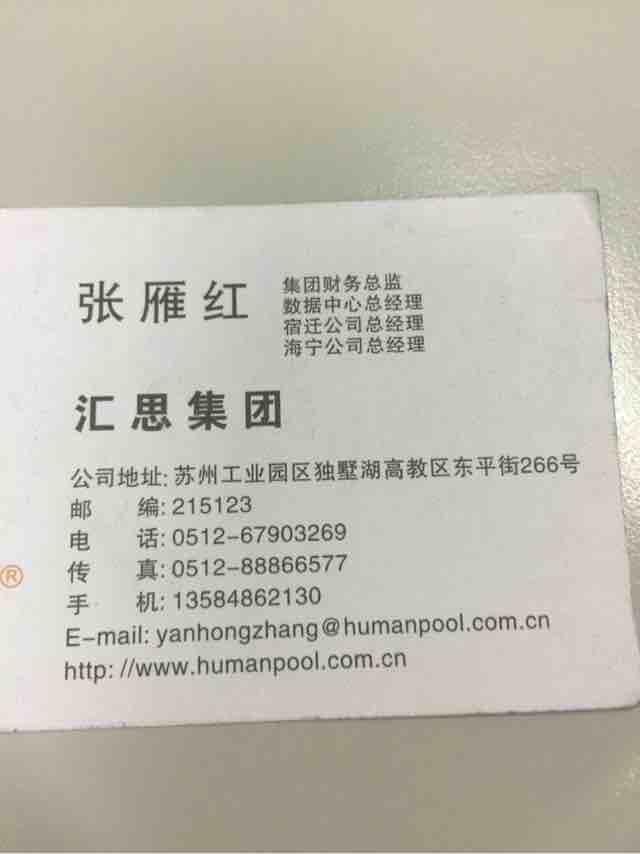 张雁红
集团财务总监
数据中心总经理
宿迁公司总经理
海宁公司总经理
汇思集团
公司地址: 苏州工业园区独墅湖高教区东平街266号
邮 编: 215123
电 话: 0512-67903269
传 真: 0512-88866577
手 机: 13584862130
E-mail: yanhongzhang@humanpool.com.cn
http: //www.humanpool.com.cn
®